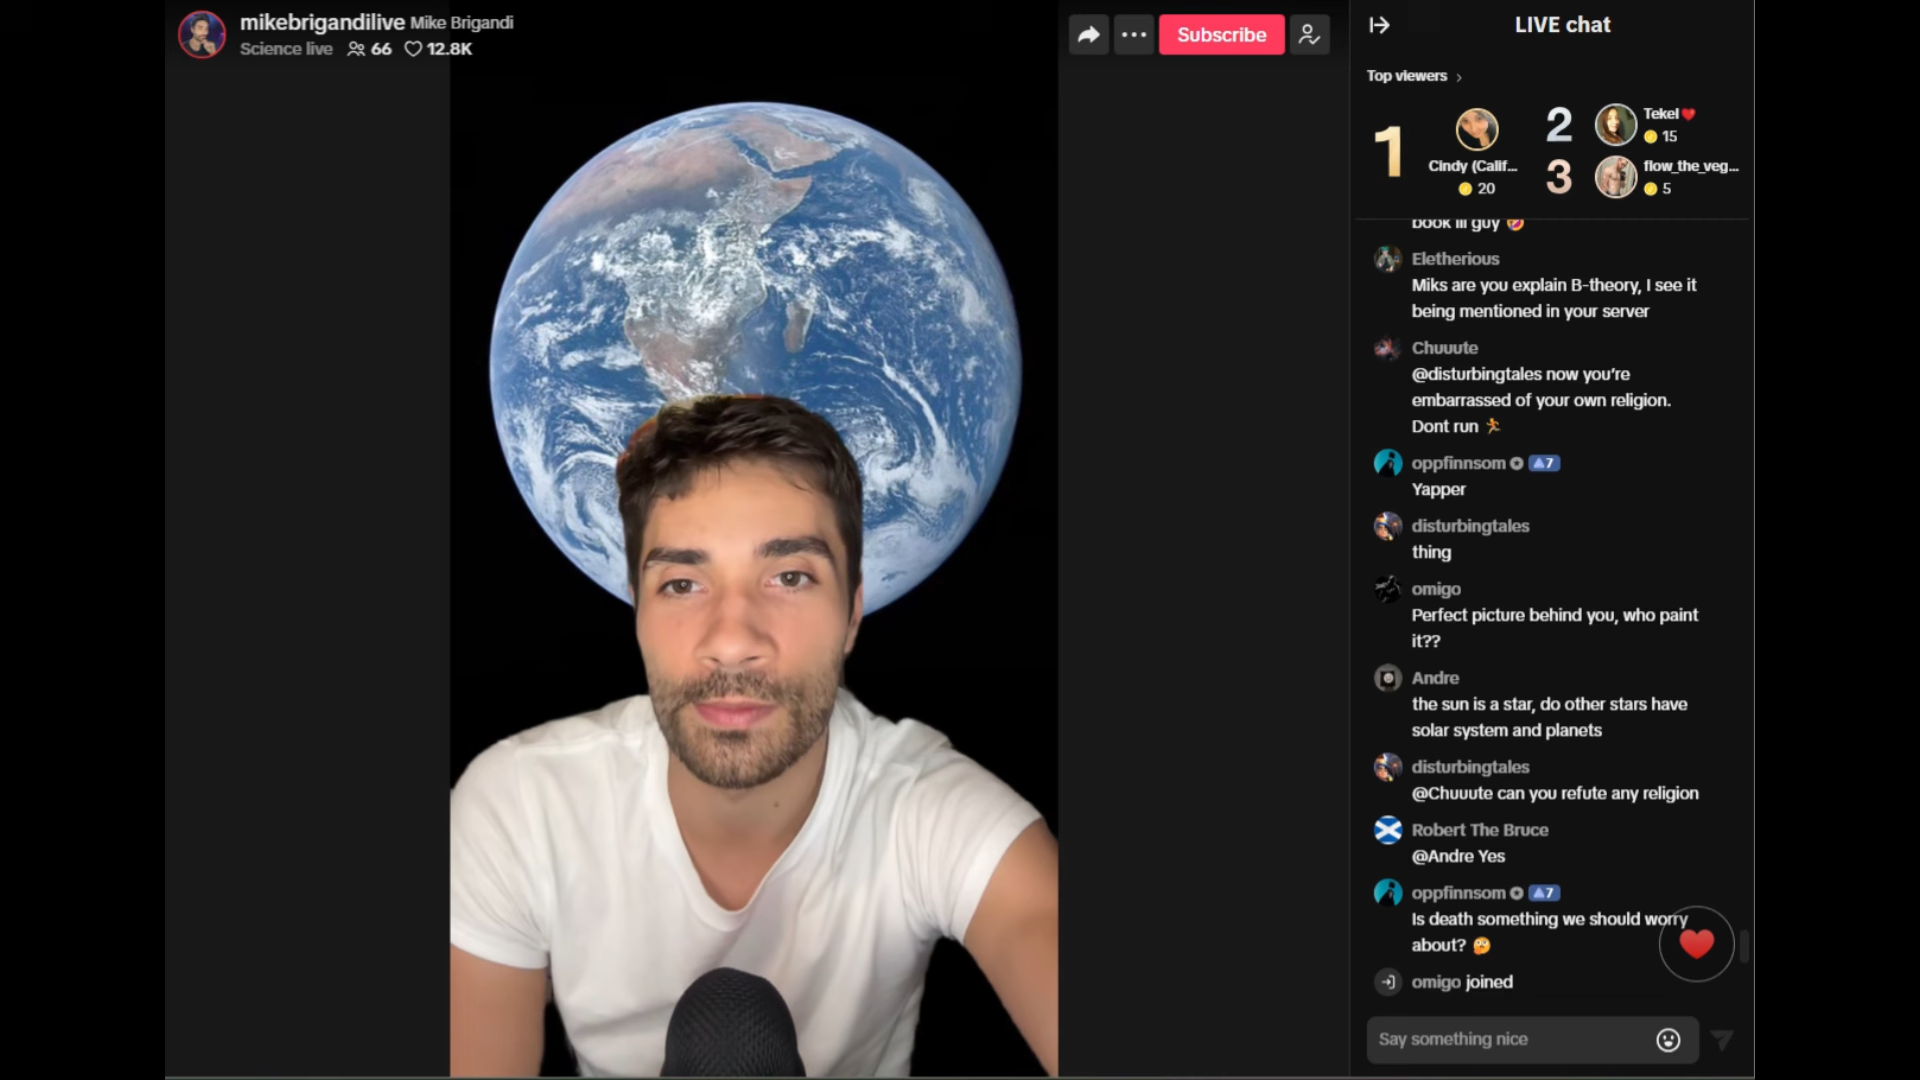 mikebrigandilive Mike Brigandi
Science live 66 12.8K
Subscribe
LIVE chat
Top viewers
1
Cindy (Calif...
20
2
Tekel
15
3
flow_the_veg...
5
book lil guy
Eletherious
Miks are you explain B-theory, I see it
being mentioned in your server
Chuuute
@disturbingtales now you’re
embarrassed of your own religion.
Dont run
oppfinnsom 7
Yapper
disturbingtales
thing
omigo
Perfect picture behind you, who paint
it??
Andre
the sun is a star, do other stars have
solar system and planets
disturbingtales
@Chuuute can you refute any religion
Robert The Bruce
@Andre Yes
oppfinnsom 7
Is death something we should worry
about?
omigo joined
Say something nice